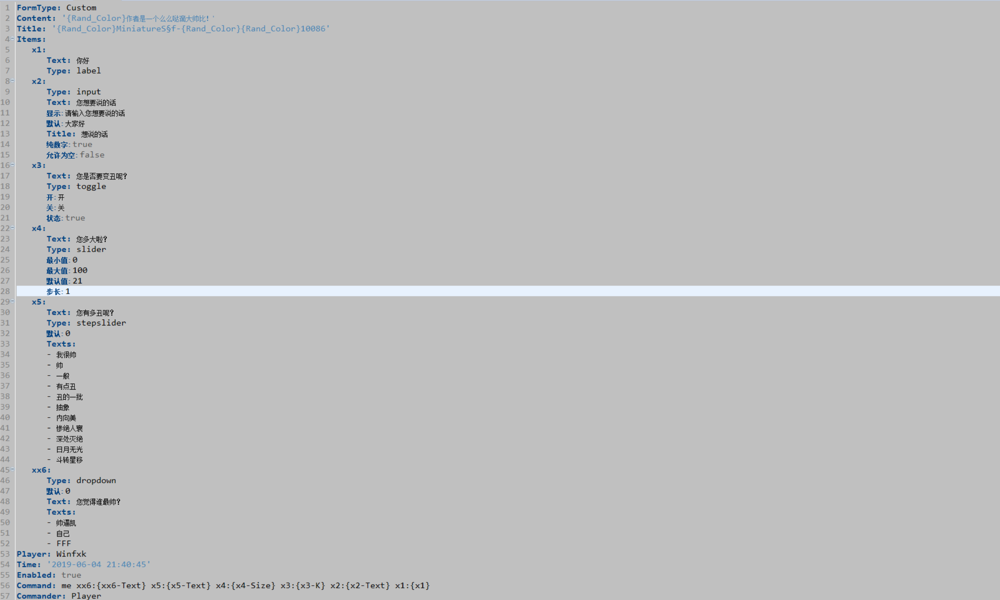 1 FormType: Custom
2 Content: '{Rand_Color}作者是一个么么哒滴大帅比!'
3 Title: '{Rand_Color}MiniatureS§f-{Rand_Color}{Rand_Color}10086'
4 Items:
5 x1:
6 Text: 你好
7 Type: label
8 x2:
9 Type: input
10 Text: 您想要说的话
11 显示: 请输入您想要说的话
12 默认: 大家好
13 Title: 想说的话
14 纯数字: true
15 允许为空: false
16 x3:
17 Text: 您是否要变丑呢?
18 Type: toggle
19 开: 开
20 关: 关
21 状态: true
22 x4:
23 Text: 您多大啦?
24 Type: slider
25 最小值: 0
26 最大值: 100
27 默认值: 21
28 步长: 1
29 x5:
30 Text: 您有多丑呢?
31 Type: stepslider
32 默认: 0
33 Texts:
34 - 我很帅
35 - 帅
36 - 一般
37 - 有点丑
38 - 丑的一批
39 - 抽象
40 - 内向美
41 - 惨绝人寰
42 - 深处灭绝
43 - 日月无光
44 - 斗转星移
45 xx6:
46 Type: dropdown
47 默认: 0
48 Text: 您觉得谁最帅?
49 Texts:
50 - 帅逼凯
51 - 自己
52 - FFF
53 Player: Winfxk
54 Time: '2019-06-04 21:40:45'
55 Enabled: true
56 Command: me xx6:{xx6-Text} x5:{x5-Text} x4:{x4-Size} x3:{x3-K} x2:{x2-Text} x1:{x1}
57 Commander: Player